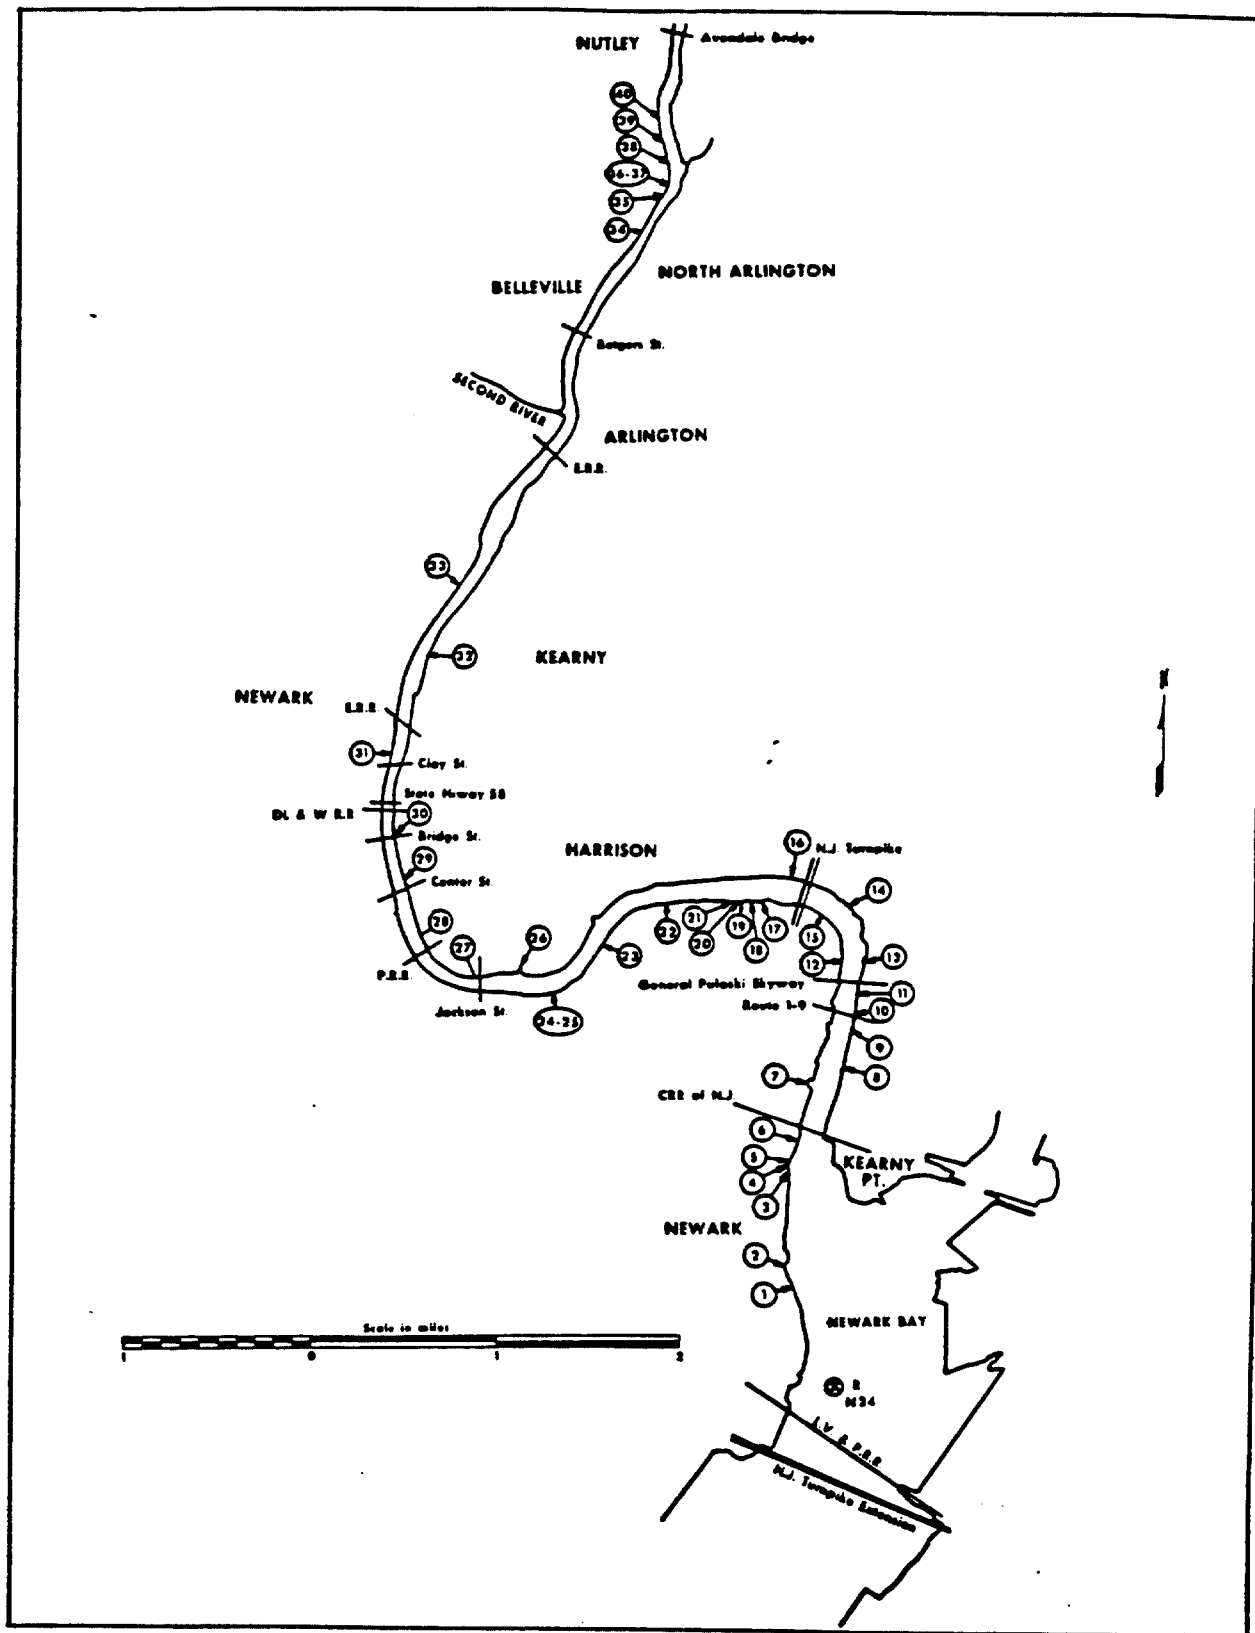 NUTLEY
Avondale Bridge
40
39
38
36-37
35
34
NORTH ARLINGTON
BELLEVILLE
Rutgers St.
SECOND RIVER
ARLINGTON
E.R.R.
33
32
KEARNY
NEWARK
E.R.R.
31
Clay St.
State Hiway 58
DL & W R.R.
30
Bridge St.
HARRISON
16
N.J. Turnpike
29
Center St.
14
22
21
20
19
18
17
15
28
27
26
23
12
13
P.R.R.
General Pulaski Skyway
11
Jackson St.
24-25
Route 1-9
10
9
7
8
CRR of N.J.
6
5
KEARNY
PT.
4
3
NEWARK
2
1
NEWARK BAY
Scale in miles
1 0 1 2
R
N24
L.V. & P.R.R.
N.J. Turnpike Extension